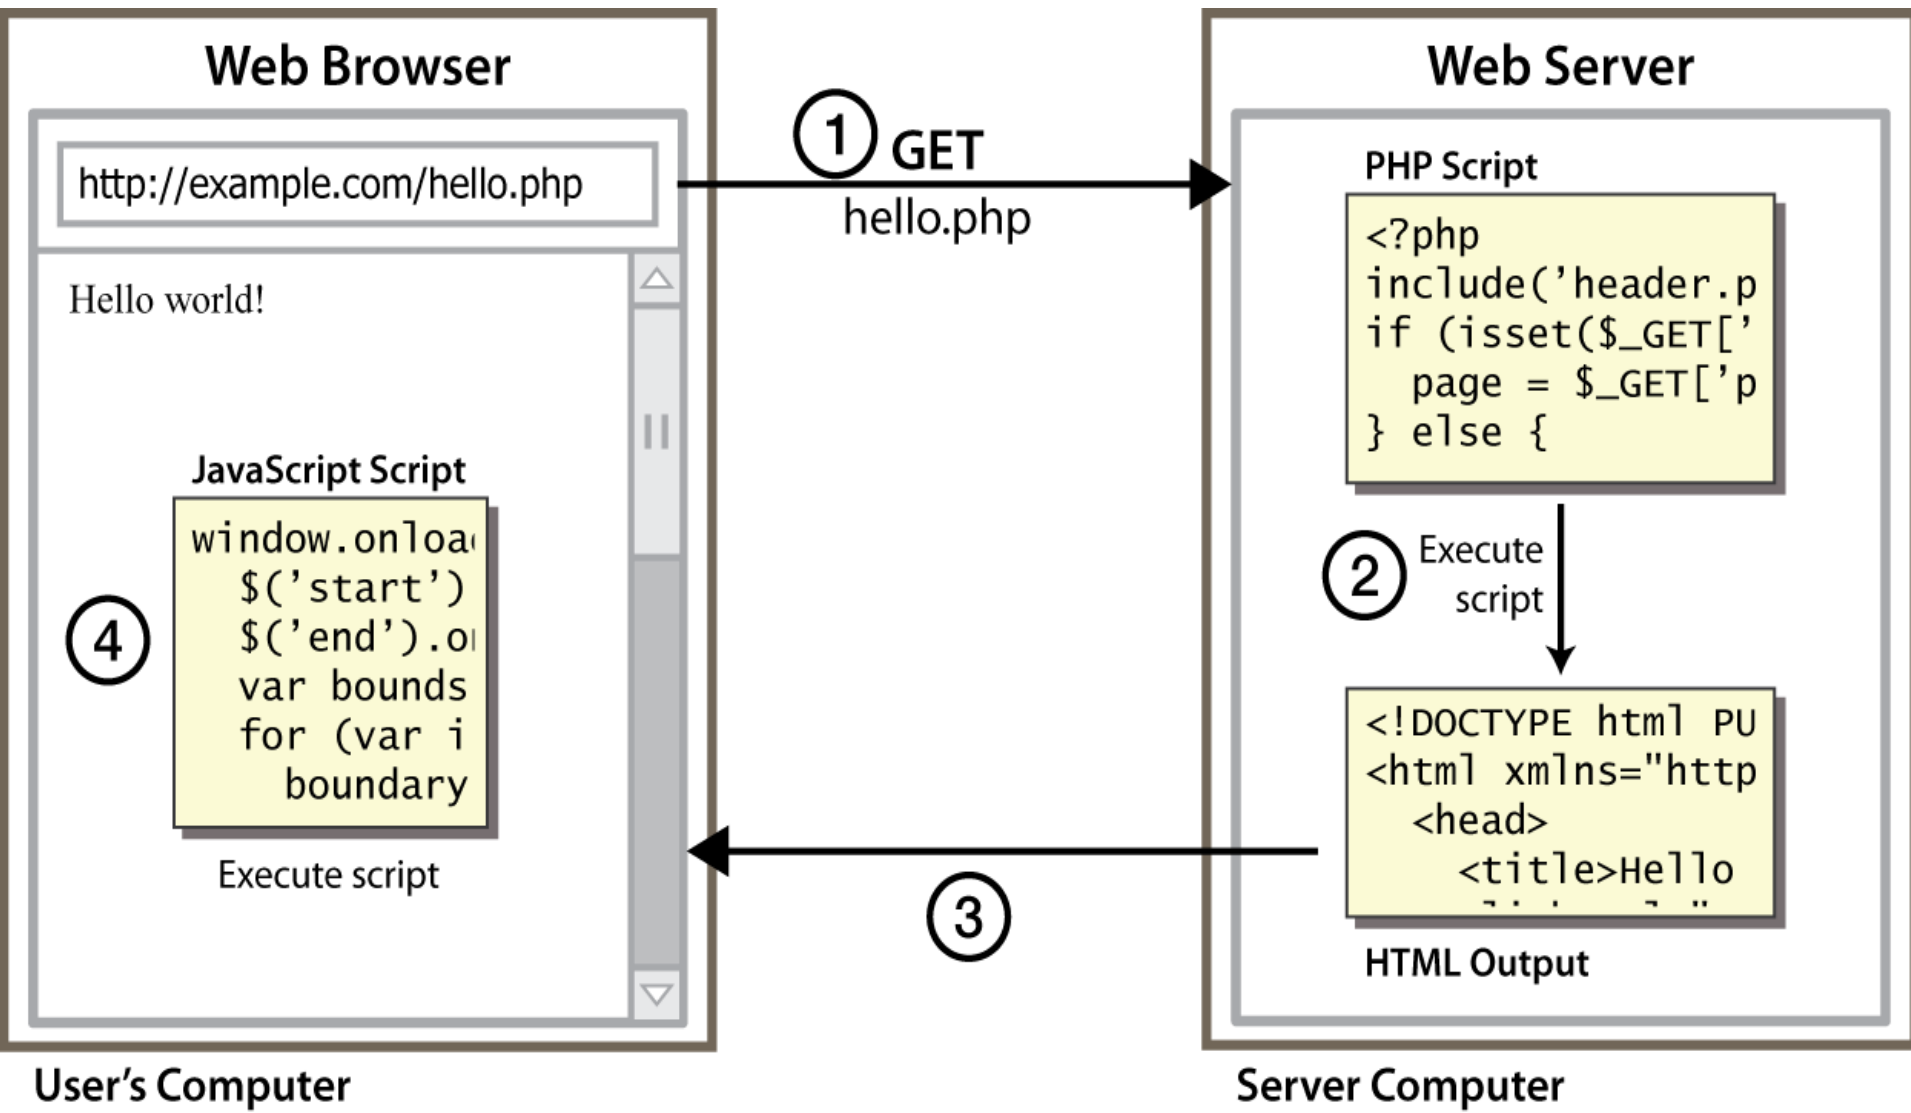 Web Browser
http://example.com/hello.php
Hello world!
JavaScript Script
window.onloa
$('start')
$('end').o
var bounds
for (var i
boundary
4
Execute script
User's Computer
1 GET
hello.php
3
Web Server
PHP Script
<?php
include('header.p
if (isset($_GET['
page = $_GET['p
} else {
2 Execute
script
<!DOCTYPE html PU
<html xmlns="http
<head>
<title>Hello
HTML Output
Server Computer